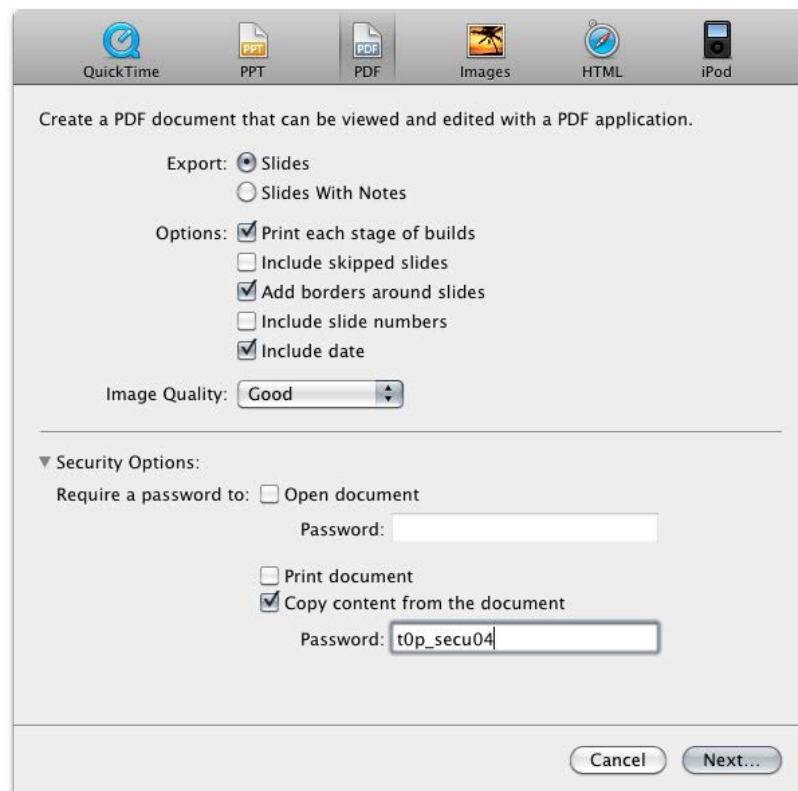 QuickTime PPT PDF Images HTML iPod
Create a PDF document that can be viewed and edited with a PDF application.
Export: Slides
Slides With Notes
Options: Print each stage of builds
Include skipped slides
Add borders around slides
Include slide numbers
Include date
Image Quality: Good
Security Options:
Require a password to: Open document
Password:
Print document
Copy content from the document
Password: t0p_secu04
Cancel Next...